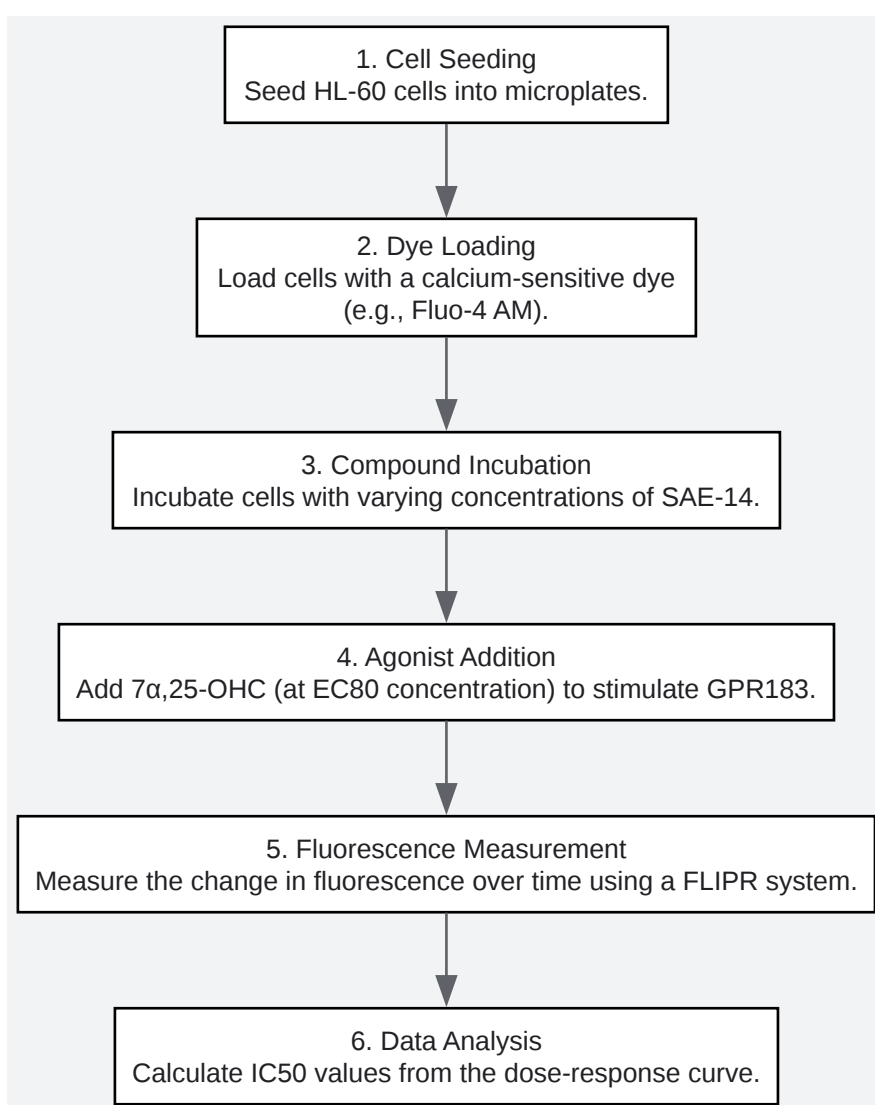 1. Cell Seeding
Seed HL-60 cells into microplates.
2. Dye Loading
Load cells with a calcium-sensitive dye
(e.g., Fluo-4 AM).
3. Compound Incubation
Incubate cells with varying concentrations of SAE-14.
4. Agonist Addition
Add 7α,25-OHC (at EC80 concentration) to stimulate GPR183.
5. Fluorescence Measurement
Measure the change in fluorescence over time using a FLIPR system.
6. Data Analysis
Calculate IC50 values from the dose-response curve.